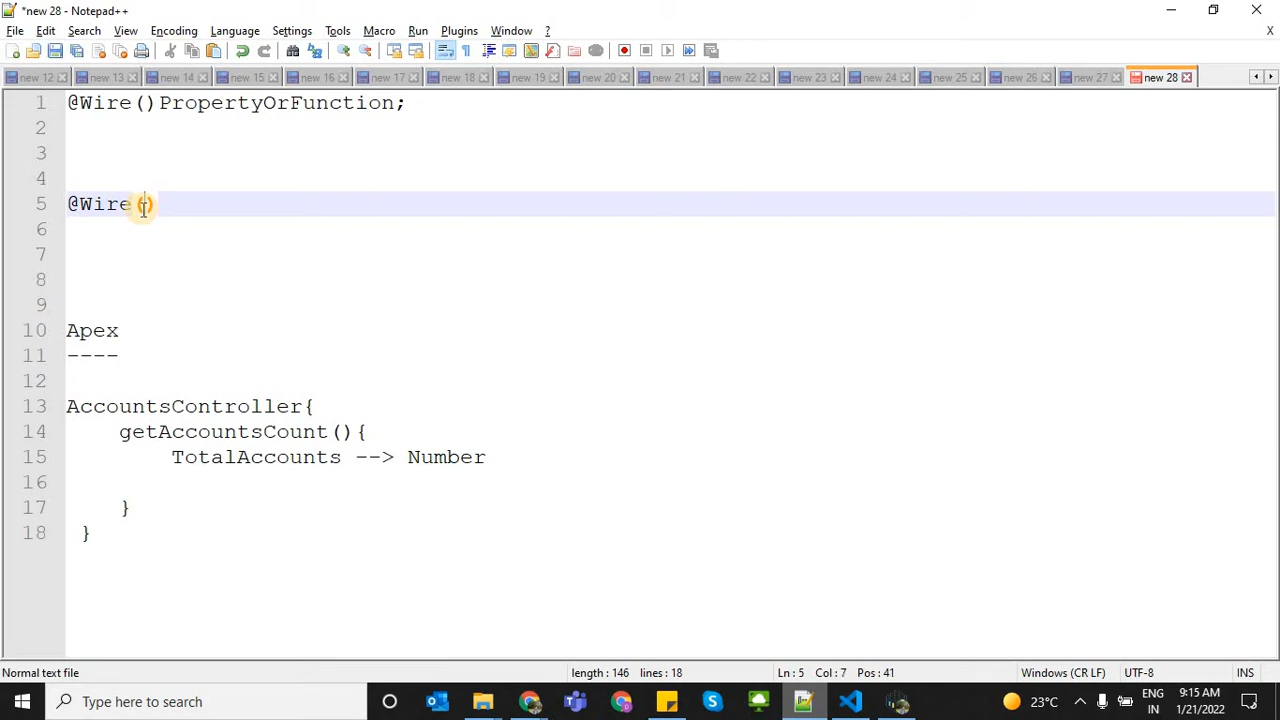 *new 28 - Notepad++
File Edit Search View Encoding Language Settings Tools Macro Run Plugins Window ? X
new 12 new 13 new 14 new 15 new 16 new 17 new 18 new 19 new 20 new 21 new 22 new 23 new 24 new 25 new 26 new 27 new 28
1 @Wire()PropertyOrFunction;
2
3
4
5 @Wire()
6
7
8
9
10 Apex
11 ----
12
13 AccountsController{
14 getAccountsCount(){
15 TotalAccounts --> Number
16
17 }
18 }
Normal text file length : 146 lines : 18 Ln : 5 Col : 7 Pos : 41 Windows (CR LF) UTF-8 INS
Type here to search 23°C ENG IN 9:15 AM 1/21/2022